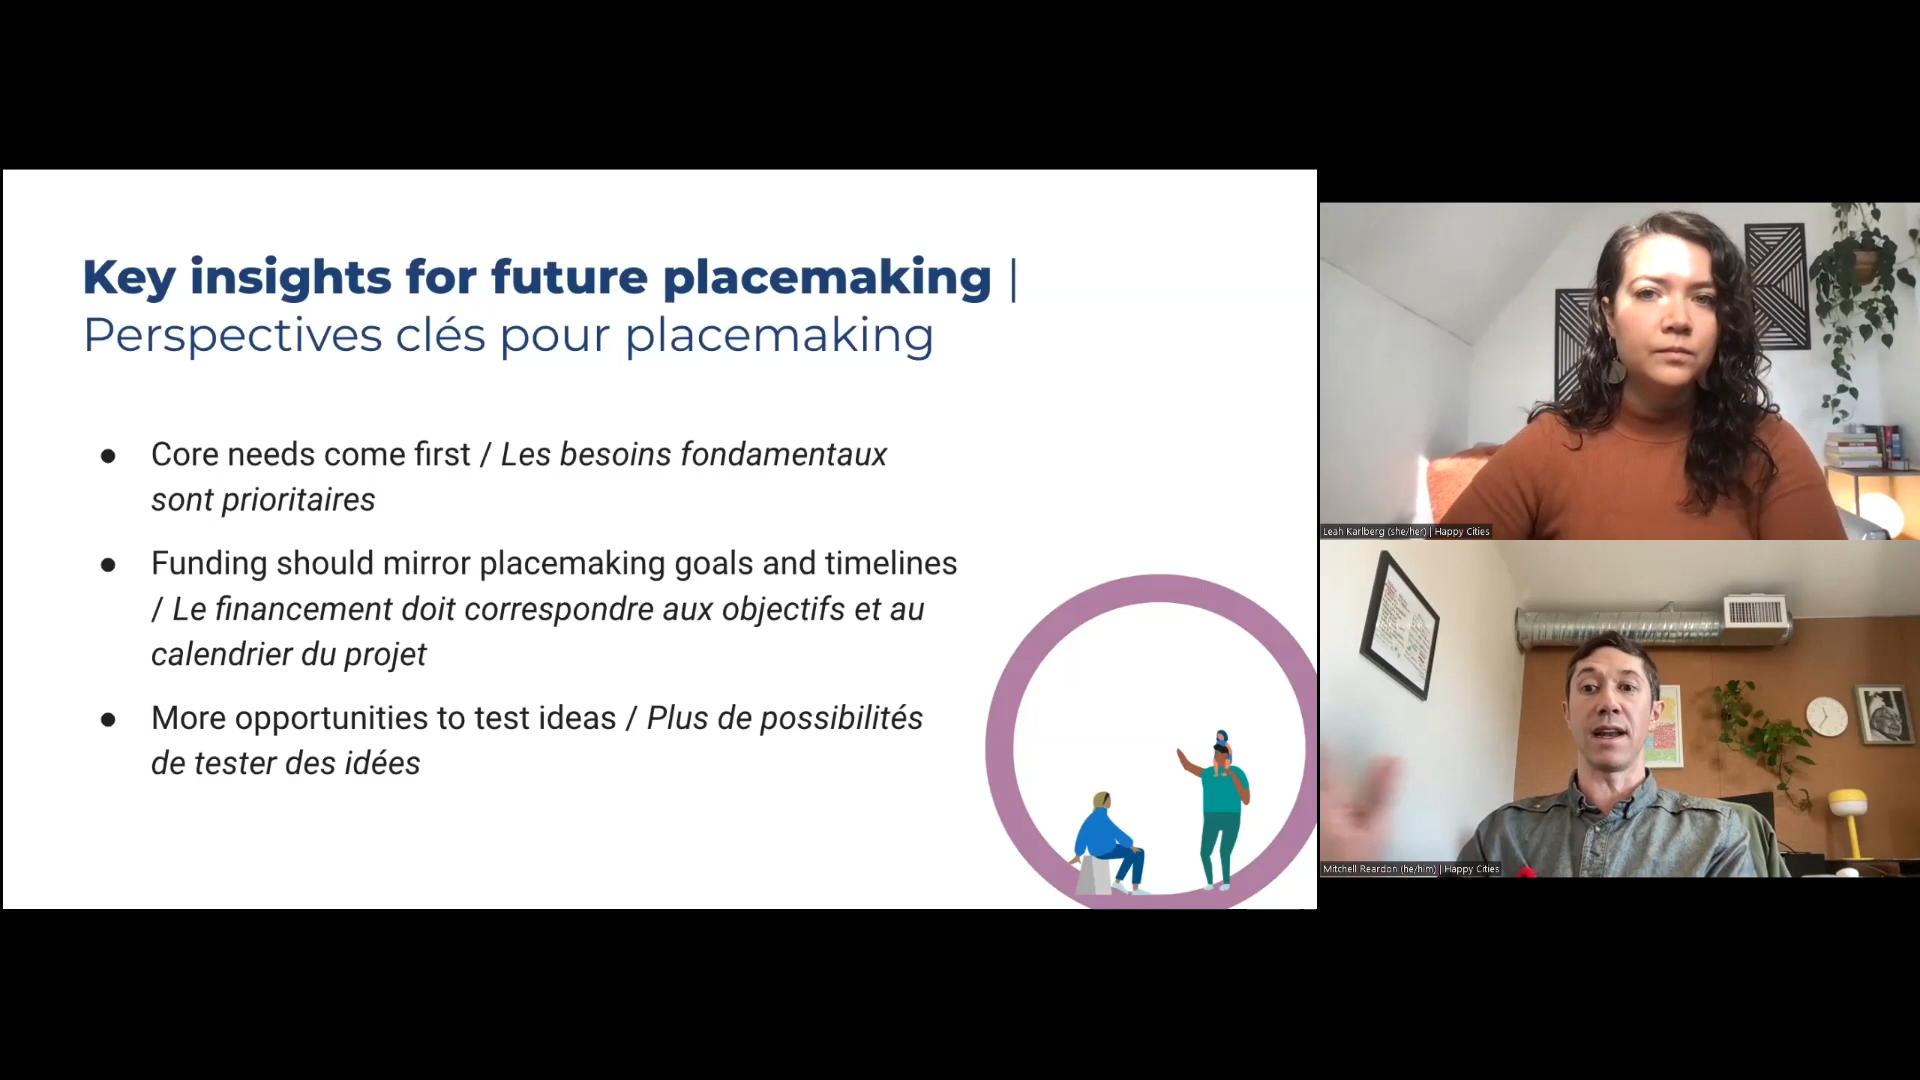 Key insights for future placemaking |
Perspectives clés pour placemaking
● Core needs come first / Les besoins fondamentaux
sont prioritaires
● Funding should mirror placemaking goals and timelines
/ Le financement doit correspondre aux objectifs et au
calendrier du projet
● More opportunities to test ideas / Plus de possibilités
de tester des idées
Leah Karlberg (she/her) | Happy Cities
Mitchell Reardon (he/him) | Happy Cities